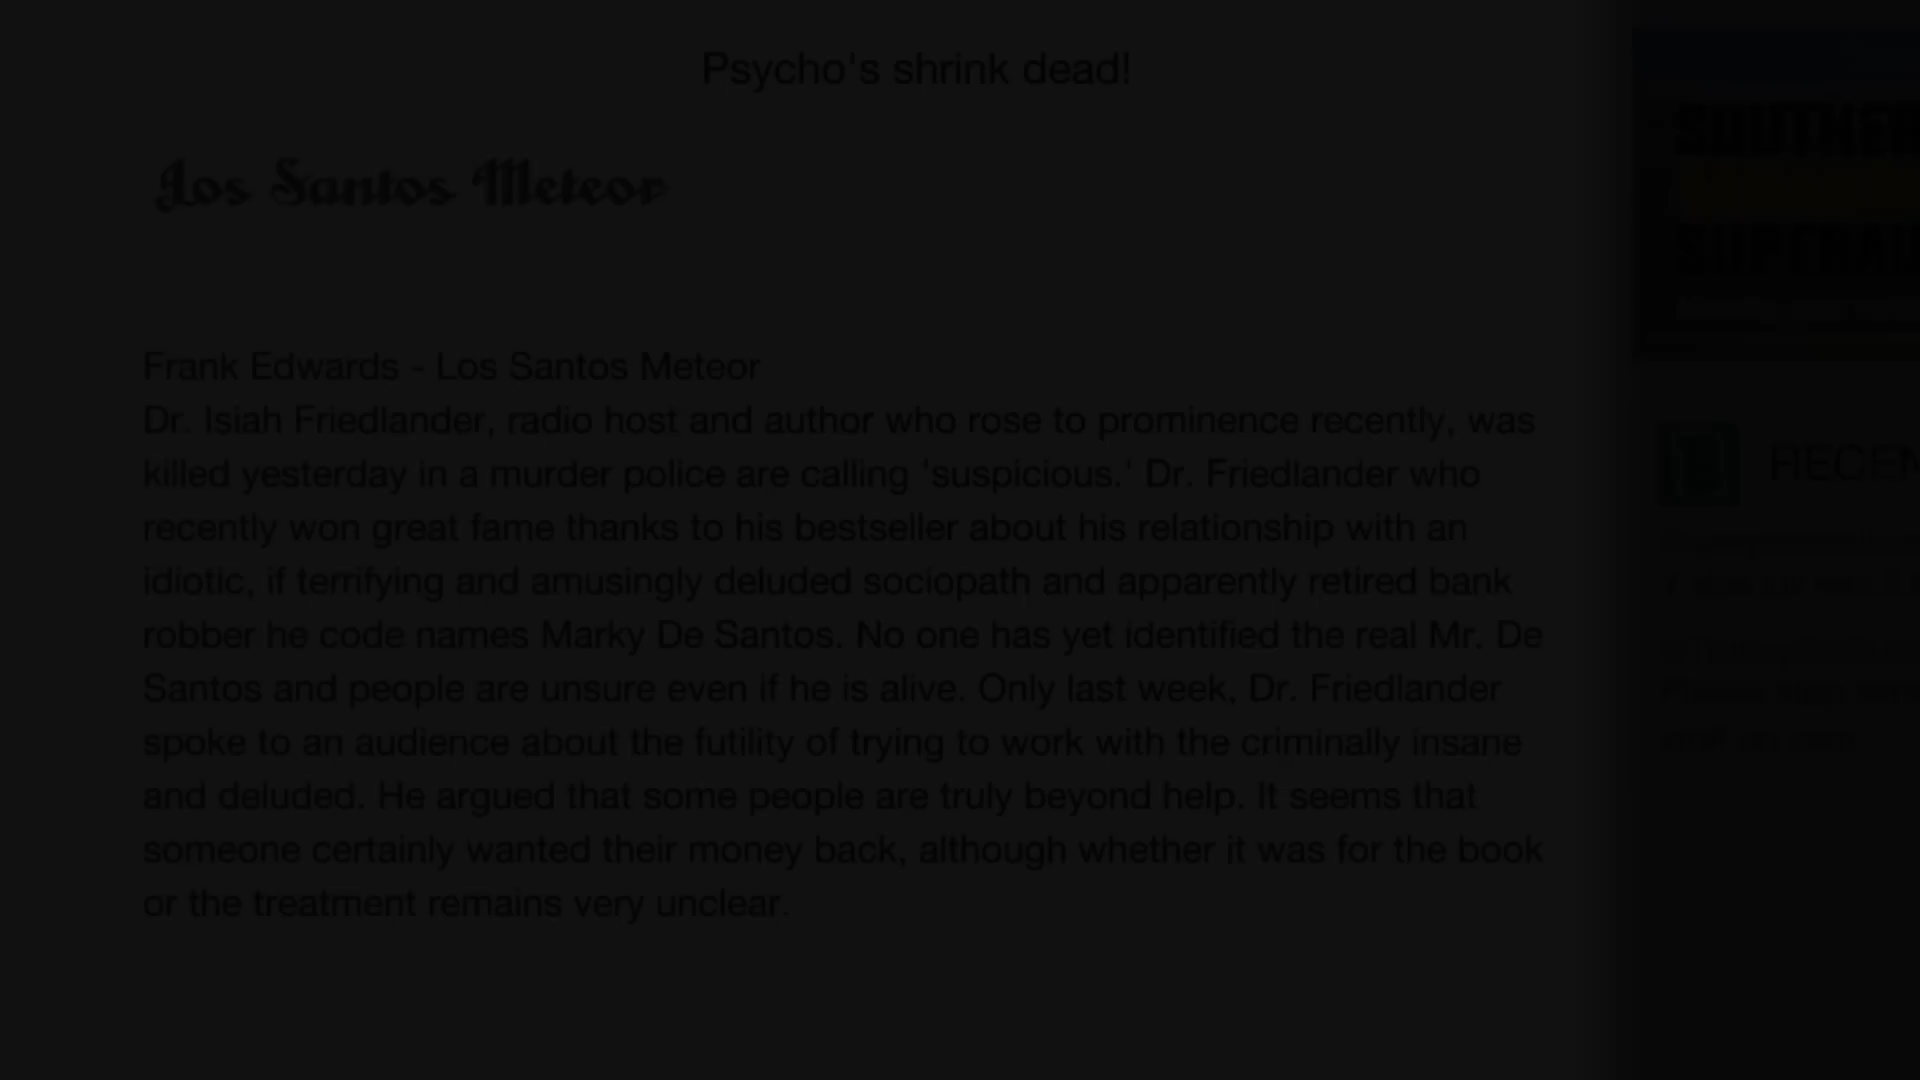 Psycho's shrink dead!
Los Santos Meteor
Frank Edwards - Los Santos Meteor
Dr. Isiah Friedlander, radio host and author who rose to prominence recently, was
killed yesterday in a murder police are calling 'suspicious.' Dr. Friedlander who
recently won great fame thanks to his bestseller about his relationship with an
idiotic, if terrifying and amusingly deluded sociopath and apparently retired bank
robber he code names Marky De Santos. No one has yet identified the real Mr. De
Santos and people are unsure even if he is alive. Only last week, Dr. Friedlander
spoke to an audience about the futility of trying to work with the criminally insane
and deluded. He argued that some people are truly beyond help. It seems that
someone certainly wanted their money back, although whether it was for the book
or the treatment remains very unclear.
SOUTHER
SUPERAU
RECEN